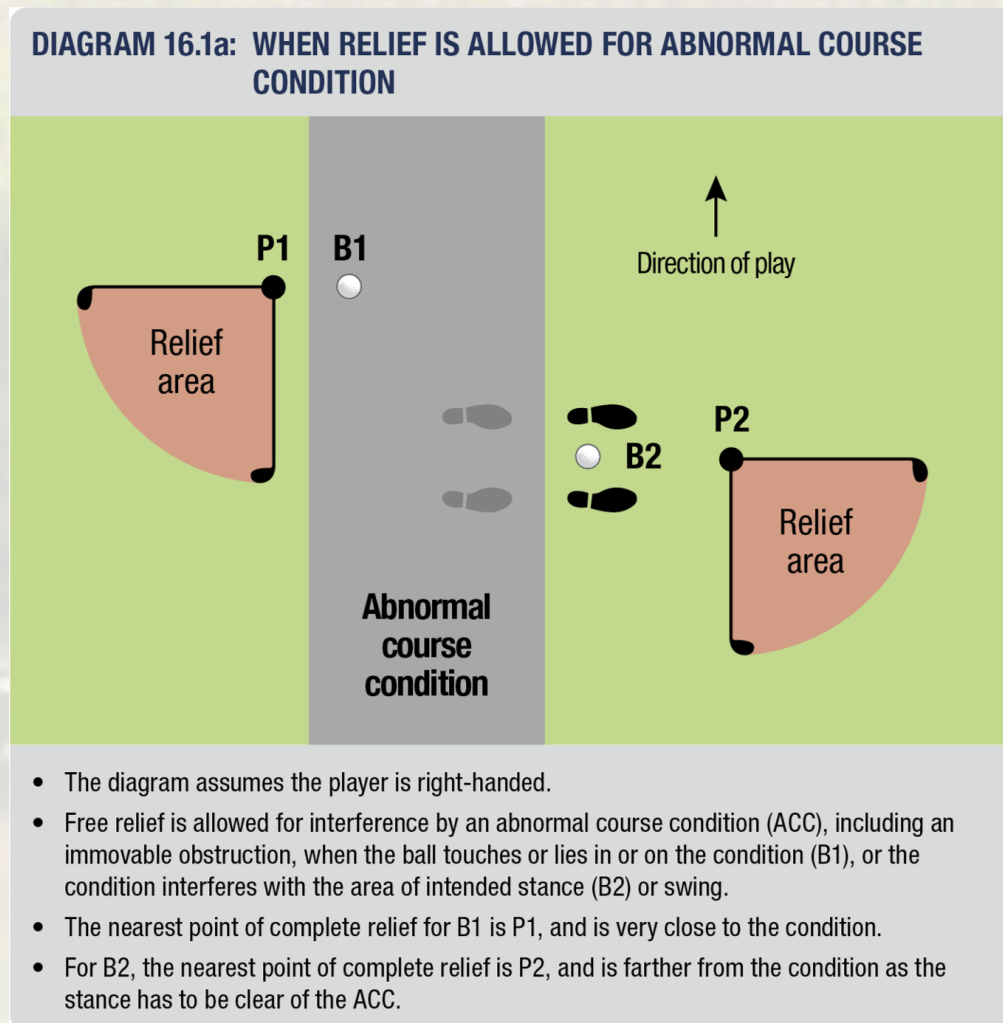 DIAGRAM 16.1a: WHEN RELIEF IS ALLOWED FOR ABNORMAL COURSE
CONDITION
P1
B1
Direction of play
Relief
area
P2
B2
Relief
area
Abnormal
course
condition
• The diagram assumes the player is right-handed.
• Free relief is allowed for interference by an abnormal course condition (ACC), including an
immovable obstruction, when the ball touches or lies in or on the condition (B1), or the
condition interferes with the area of intended stance (B2) or swing.
• The nearest point of complete relief for B1 is P1, and is very close to the condition.
• For B2, the nearest point of complete relief is P2, and is farther from the condition as the
stance has to be clear of the ACC.